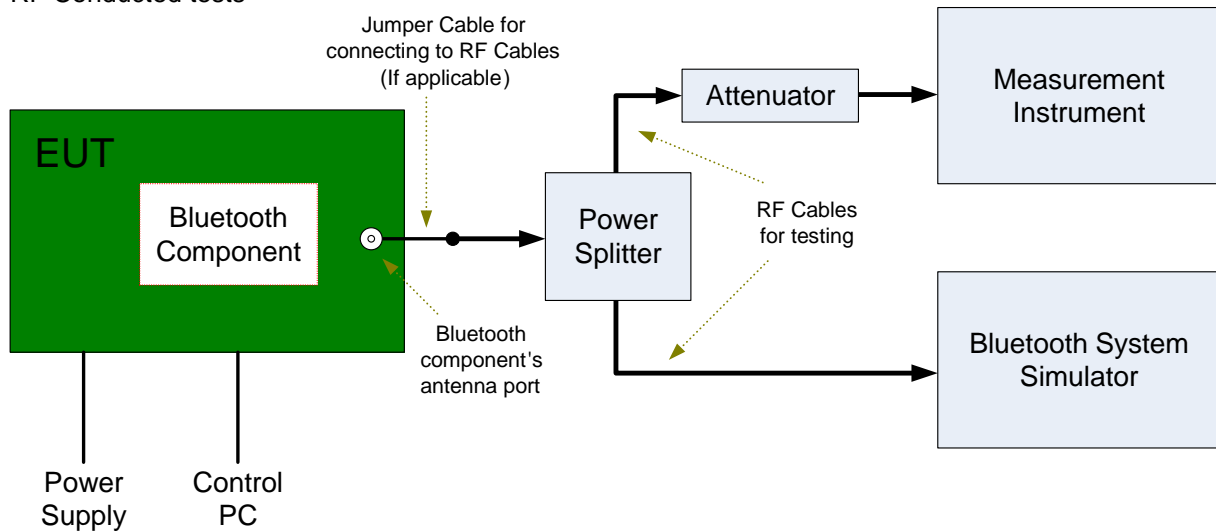 RF Conducted tests
Jumper Cable for
connecting to RF Cables
(If applicable)
EUT
Bluetooth
Component
Bluetooth
component's
antenna port
Power
Supply
Control
PC
Power
Splitter
Attenuator
RF Cables
for testing
Measurement
Instrument
Bluetooth System
Simulator